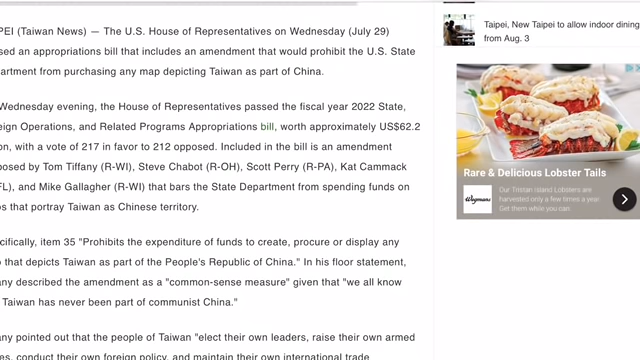 PEI (Taiwan News) — The U.S. House of Representatives on Wednesday (July 29)
sed an appropriations bill that includes an amendment that would prohibit the U.S. State
artment from purchasing any map depicting Taiwan as part of China.
Wednesday evening, the House of Representatives passed the fiscal year 2022 State,
eign Operations, and Related Programs Appropriations bill, worth approximately US$62.2
on, with a vote of 217 in favor to 212 opposed. Included in the bill is an amendment
posed by Tom Tiffany (R-WI), Steve Chabot (R-OH), Scott Perry (R-PA), Kat Cammack
FL), and Mike Gallagher (R-WI) that bars the State Department from spending funds on
s that portray Taiwan as Chinese territory.
cifically, item 35 "Prohibits the expenditure of funds to create, procure or display any
that depicts Taiwan as part of the People's Republic of China." In his floor statement,
any described the amendment as a "common-sense measure" given that "we all know
Taiwan has never been part of communist China."
any pointed out that the people of Taiwan "elect their own leaders, raise their own armed
es, conduct their own foreign policy, and maintain their own international trade
Taipei, New Taipei to allow indoor dining
from Aug. 3
Rare & Delicious Lobster Tails
Wegmans
Our Tristan Island Lobsters are
harvested only a few times a year.
Get them while you can.